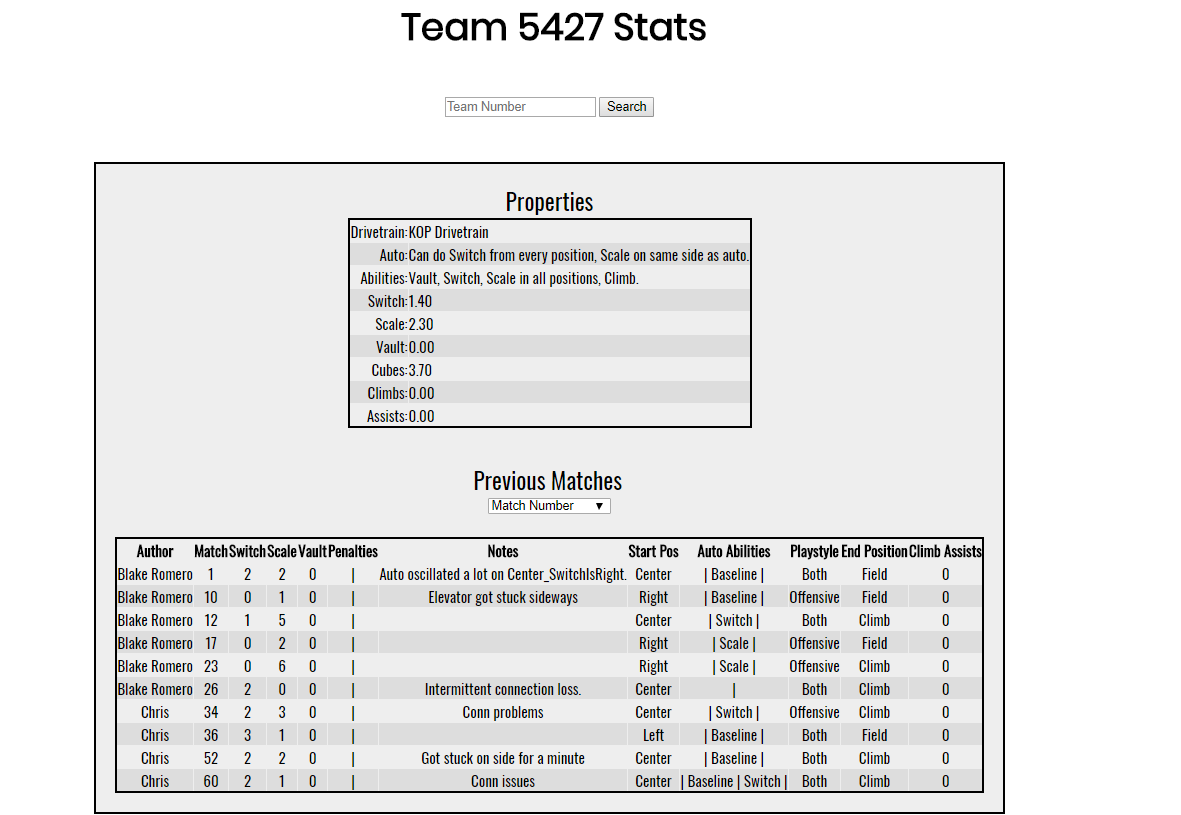 Team 5427 Stats
Team Number Search
Properties
Drivetrain: KOP Drivetrain
Auto: Can do Switch from every position, Scale on same side as auto.
Abilities: Vault, Switch, Scale in all positions, Climb.
Switch: 1.40
Scale: 2.30
Vault: 0.00
Cubes: 3.70
Climbs: 0.00
Assists: 0.00
Previous Matches
Match Number ▼
Author Match Switch Scale Vault Penalties Notes Start Pos Auto Abilities Playstyle End Position Climb Assists
Blake Romero 1 2 2 0 | Auto oscillated a lot on Center_SwitchIsRight. Center | Baseline | Both Field 0
Blake Romero 10 0 1 0 | Elevator got stuck sideways Right | Baseline | Offensive Field 0
Blake Romero 12 1 5 0 | Center | Switch | Both Climb 0
Blake Romero 17 0 2 0 | Right | Scale | Offensive Field 0
Blake Romero 23 0 6 0 | Right | Scale | Offensive Climb 0
Blake Romero 26 2 0 0 | Intermittent connection loss. Center | Both Climb 0
Chris 34 2 3 0 | Conn problems Center | Switch | Offensive Climb 0
Chris 36 3 1 0 | Left | Baseline | Both Field 0
Chris 52 2 2 0 | Got stuck on side for a minute Center | Baseline | Both Climb 0
Chris 60 2 1 0 | Conn issues Center | Baseline | Switch | Both Climb 0